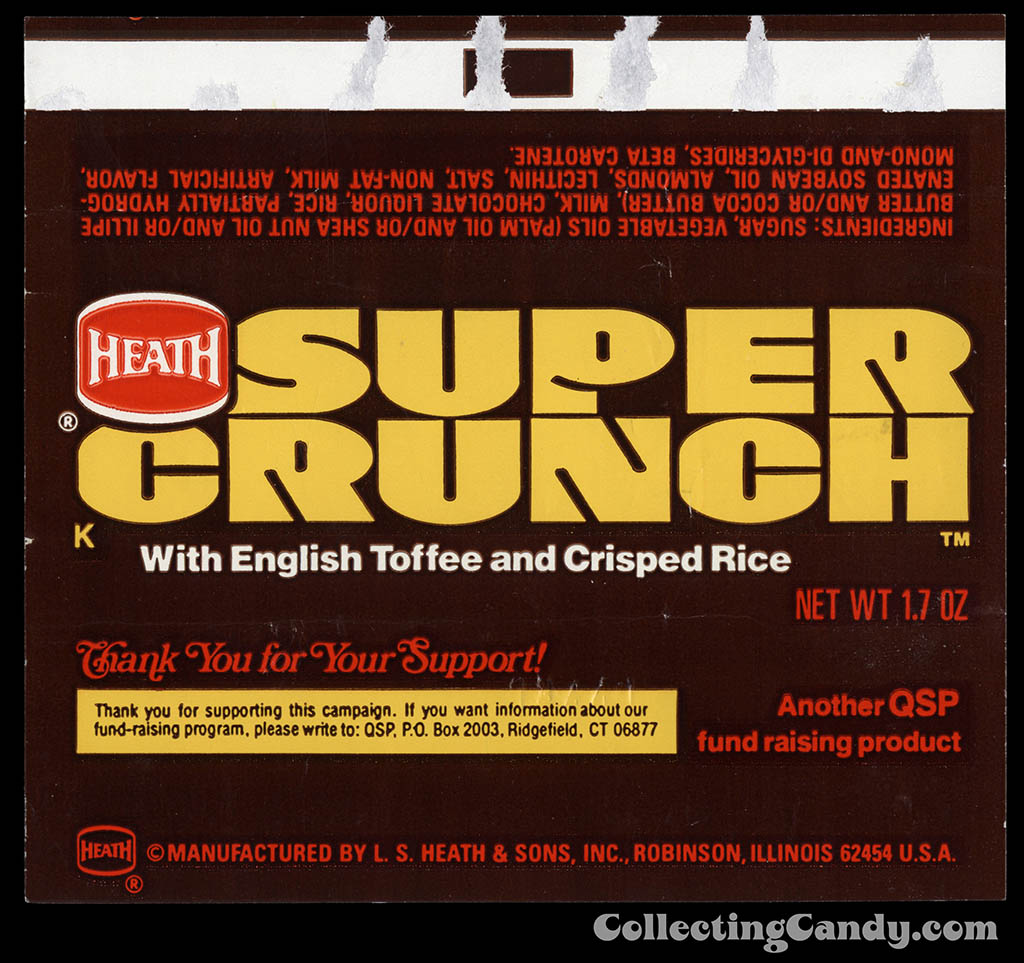 INGREDIENTS: SUGAR, VEGETABLE OILS (PALM OIL AND/OR SHEA NUT OIL AND/OR ILLIPE
BUTTER AND/OR COCOA BUTTER), MILK, CHOCOLATE LIQUOR, RICE, PARTIALLY HYDROG-
ENATED SOYBEAN OIL, ALMONDS, LECITHIN, SALT, NON-FAT MILK, ARTIFICIAL FLAVOR,
MONO-AND DI-GLYCERIDES, BETA CAROTENE.
HEATH
®
SUPER
CRUNCH
K
TM
With English Toffee and Crisped Rice
NET WT 1.7 OZ
Thank You for Your Support!
Thank you for supporting this campaign. If you want information about our
fund-raising program, please write to: QSP, P.O. Box 2003, Ridgefield, CT 06877
Another QSP
fund raising product
HEATH
®
© MANUFACTURED BY L. S. HEATH & SONS, INC., ROBINSON, ILLINOIS 62454 U.S.A.
CollectingCandy.com